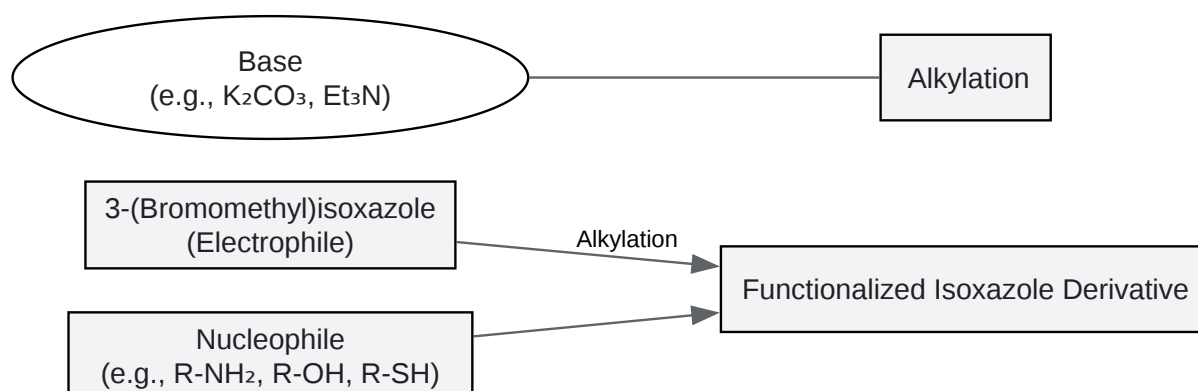 Base
(e.g., K₂CO₃, Et₃N)
Alkylation
3-(Bromomethyl)isoxazole
(Electrophile)
Alkylation
Functionalized Isoxazole Derivative
Nucleophile
(e.g., R-NH₂, R-OH, R-SH)